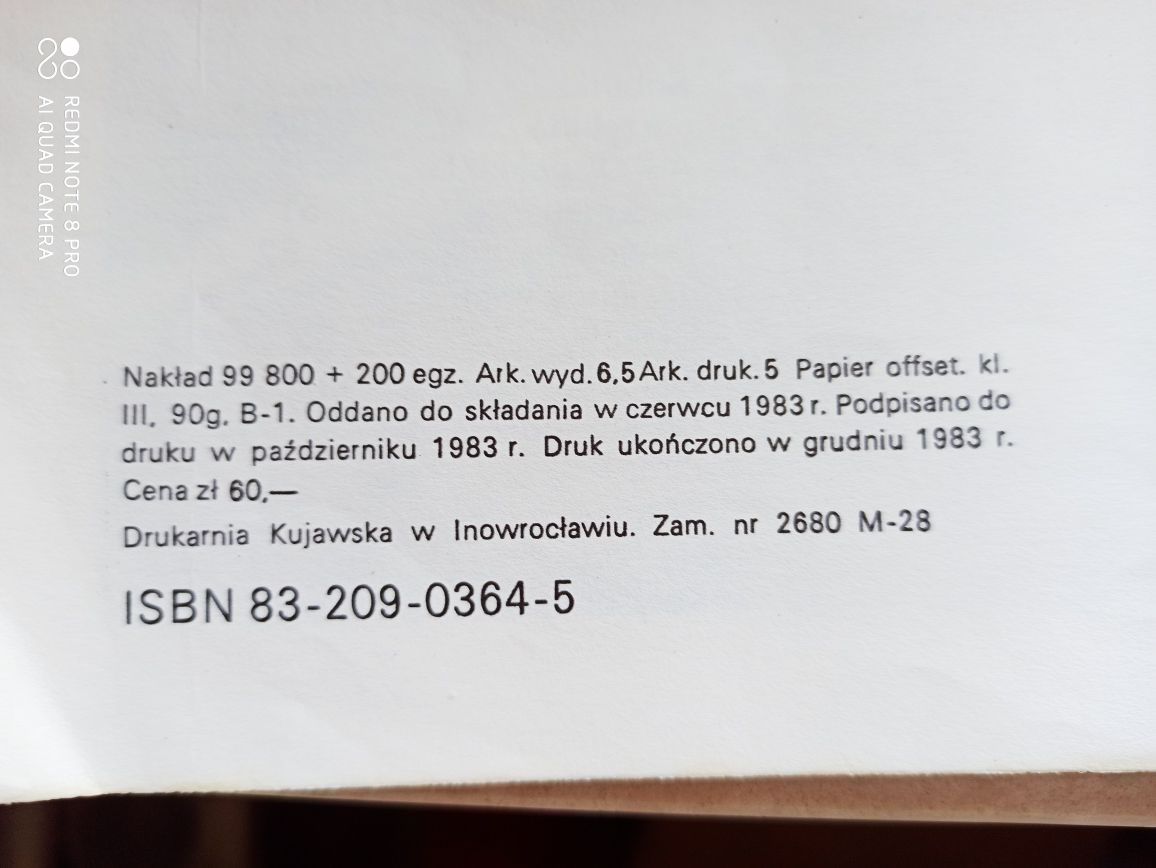 REDMI NOTE 8 PRO
AI QUAD CAMERA
Nakład 99 800 + 200 egz. Ark. wyd. 6,5 Ark. druk. 5 Papier offset. kl.
III, 90g, B-1. Oddano do składania w czerwcu 1983 r. Podpisano do
druku w październiku 1983 r. Druk ukończono w grudniu 1983 r.
Cena zł 60,—
Drukarnia Kujawska w Inowrocławiu. Zam. nr 2680 M-28
ISBN 83-209-0364-5